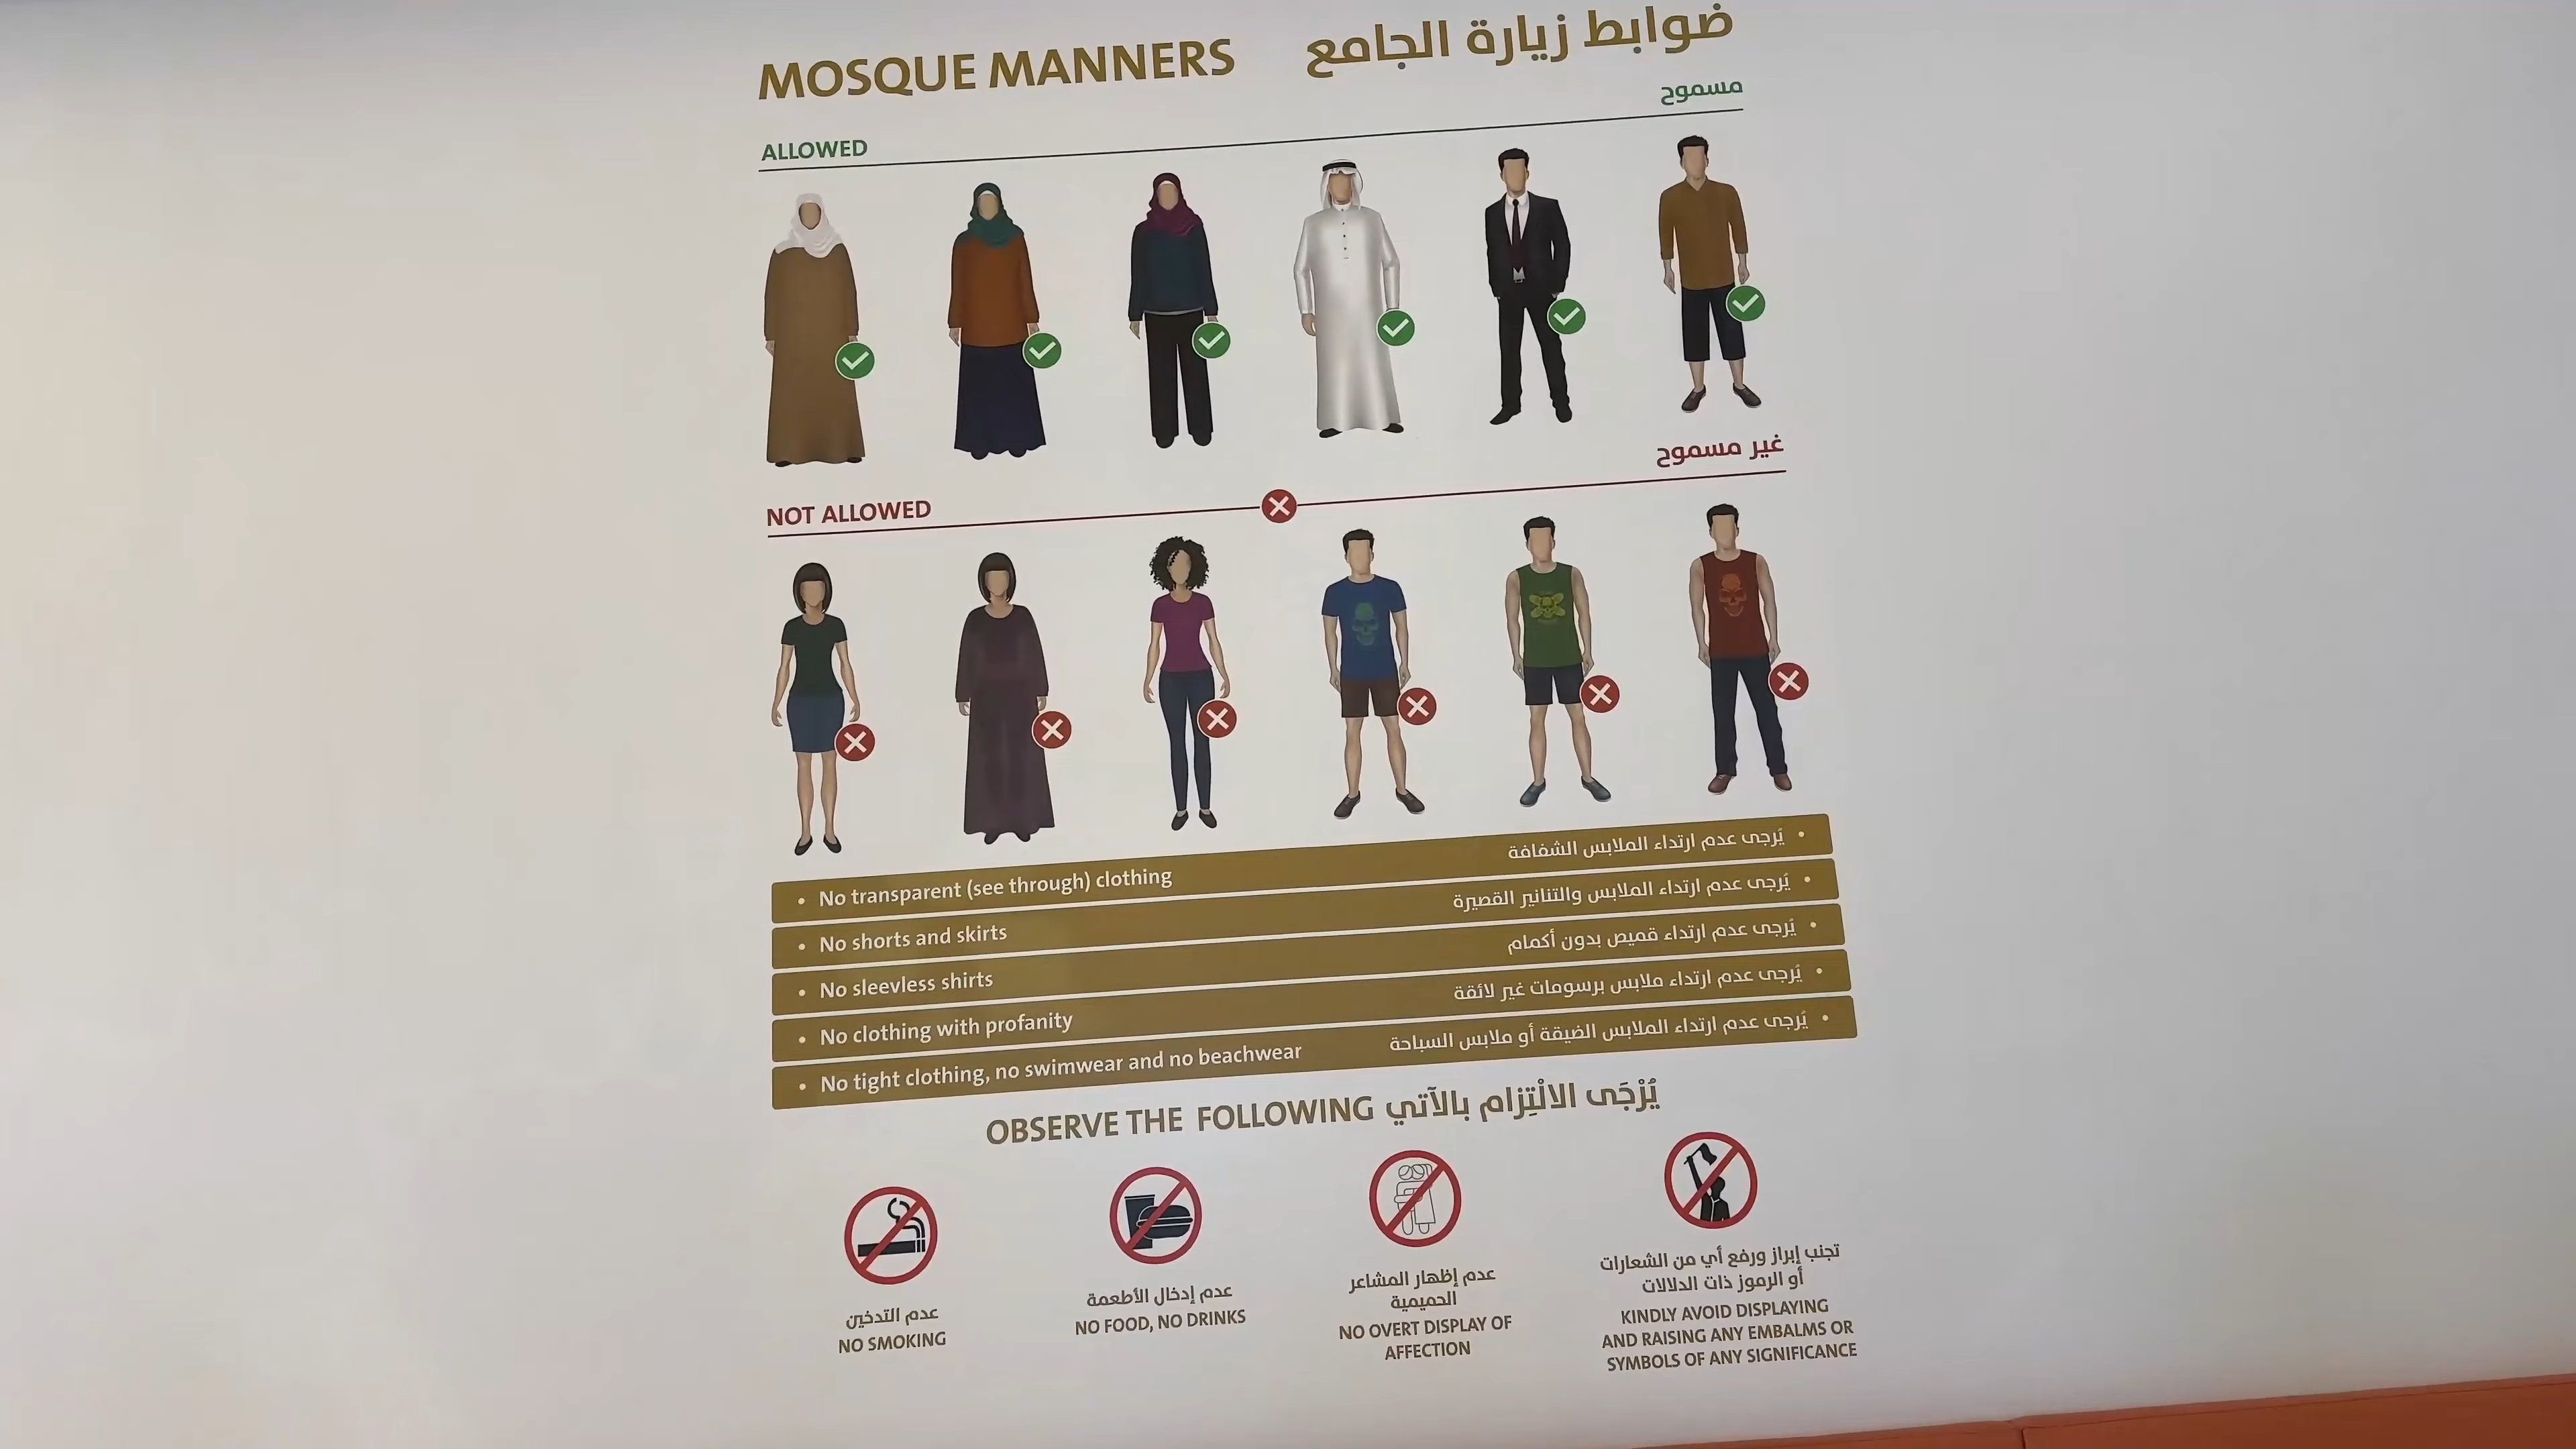 MOSQUE MANNERS ضوابط زيارة الجامع
مسموح
ALLOWED
غير مسموح
NOT ALLOWED
• No transparent (see through) clothing • يُرجى عدم ارتداء الملابس الشفافة
• No shorts and skirts • يُرجى عدم ارتداء الملابس والتنانير القصيرة
• No sleevless shirts • يُرجى عدم ارتداء قميص بدون أكمام
• No clothing with profanity • يُرجى عدم ارتداء ملابس برسومات غير لائقة
• No tight clothing, no swimwear and no beachwear • يُرجى عدم ارتداء الملابس الضيقة أو ملابس السباحة
OBSERVE THE FOLLOWING يُرْجَى الالْتِزام بالآتي
عدم التدخين
NO SMOKING
عدم إدخال الأطعمة
NO FOOD, NO DRINKS
عدم إظهار المشاعر
الحميمية
NO OVERT DISPLAY OF
AFFECTION
تجنب إبراز ورفع أي من الشعارات
أو الرموز ذات الدلالات
KINDLY AVOID DISPLAYING
AND RAISING ANY EMBALMS OR
SYMBOLS OF ANY SIGNIFICANCE